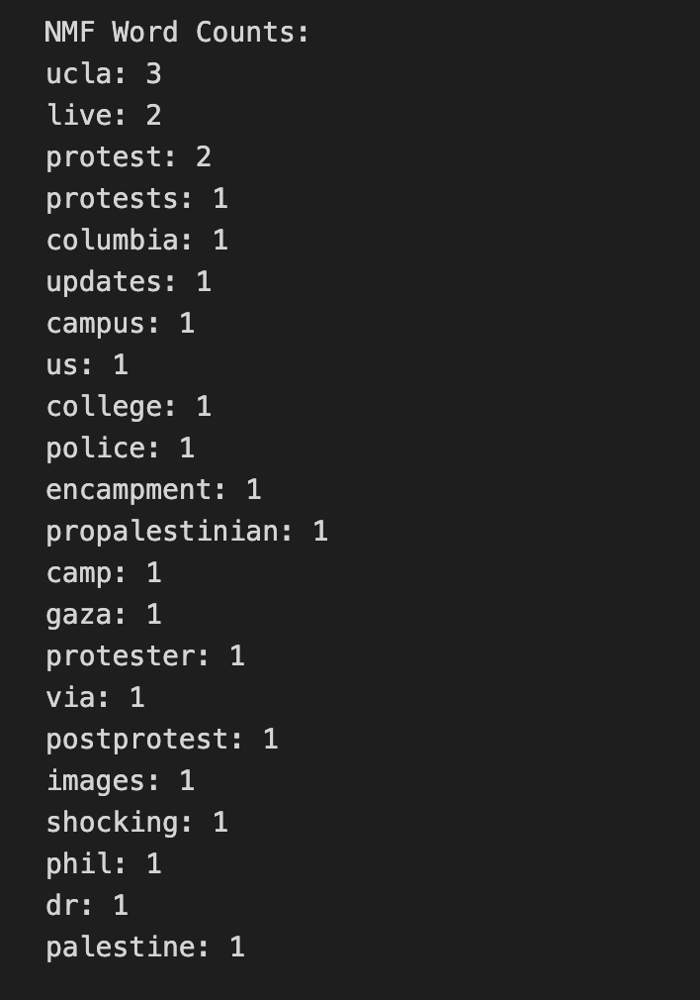 NMF Word Counts:
ucla: 3
live: 2
protest: 2
protests: 1
columbia: 1
updates: 1
campus: 1
us: 1
college: 1
police: 1
encampment: 1
propalestinian: 1
camp: 1
gaza: 1
protester: 1
via: 1
postprotest: 1
images: 1
shocking: 1
phil: 1
dr: 1
palestine: 1